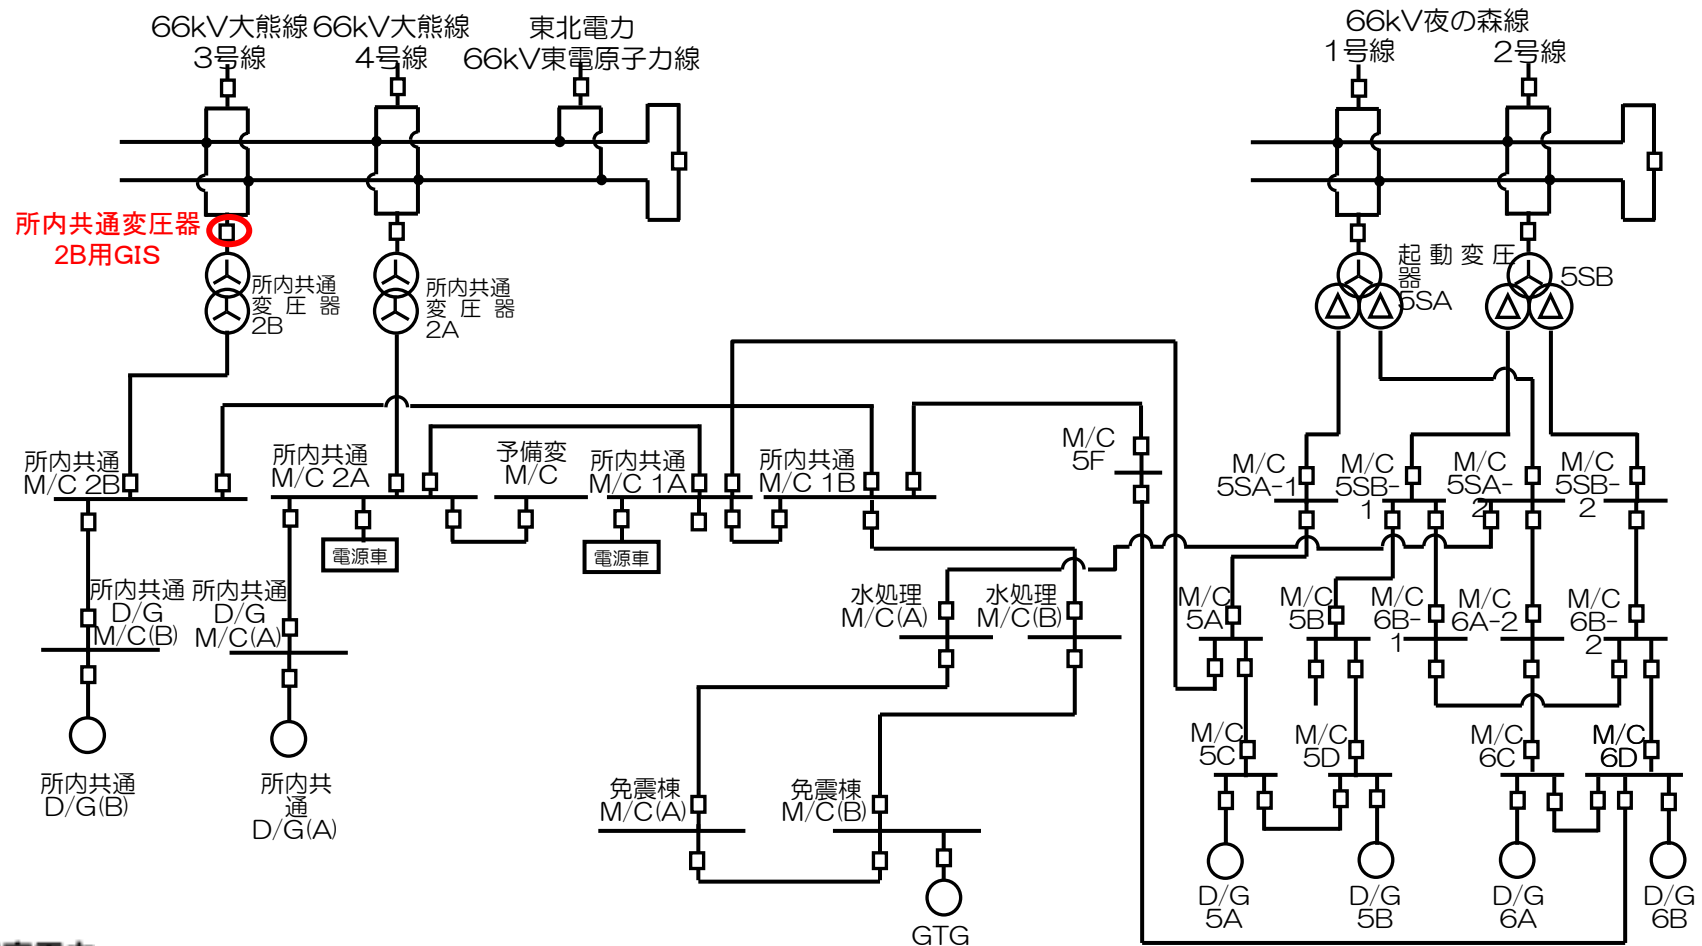 66kV大熊線
3号線
66kV大熊線
4号線
東北電力
66kV東電原子力線
66kV夜の森線
1号線
2号線
所内共通変圧器
2B用GIS
所内共通
変 圧 器
2B
所内共通
変 圧 器
2A
起 動 変 圧
器
5SA
5SB
所内共通
M/C 2B
所内共通
M/C 2A
予備変
M/C
所内共通
M/C 1A
所内共通
M/C 1B
M/C
5F
M/C
5SA-1
M/C
5SB-
1
M/C
5SA-
2
M/C
5SB-
2
電源車
電源車
所内共通
D/G
M/C(B)
所内共通
D/G
M/C(A)
水処理
M/C(A)
水処理
M/C(B)
M/C
5A
M/C
5B
M/C
6B-
1
M/C
6A-2
M/C
6B-
2
所内共通
D/G(B)
所内共
通
D/G(A)
免震棟
M/C(A)
免震棟
M/C(B)
M/C
5C
M/C
5D
M/C
6C
M/C
6D
GTG
D/G
5A
D/G
5B
D/G
6A
D/G
6B